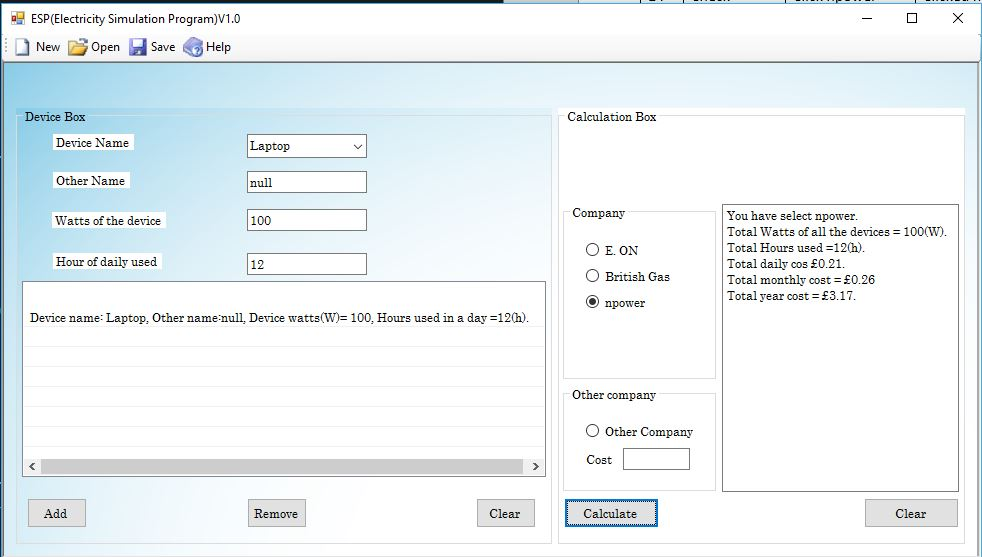 ESP(Electricity Simulation Program)V1.0
New Open Save Help
Device Box
Device Name
Laptop
Other Name
null
Watts of the device
100
Hour of daily used
12
Device name: Laptop, Other name:null, Device watts(W)= 100, Hours used in a day =12(h).
Add
Remove
Clear
Calculation Box
Company
E. ON
British Gas
npower
Other company
Other Company
Cost
You have select npower.
Total Watts of all the devices = 100(W).
Total Hours used =12(h).
Total daily cos £0.21.
Total monthly cost = £0.26
Total year cost = £3.17.
Calculate
Clear